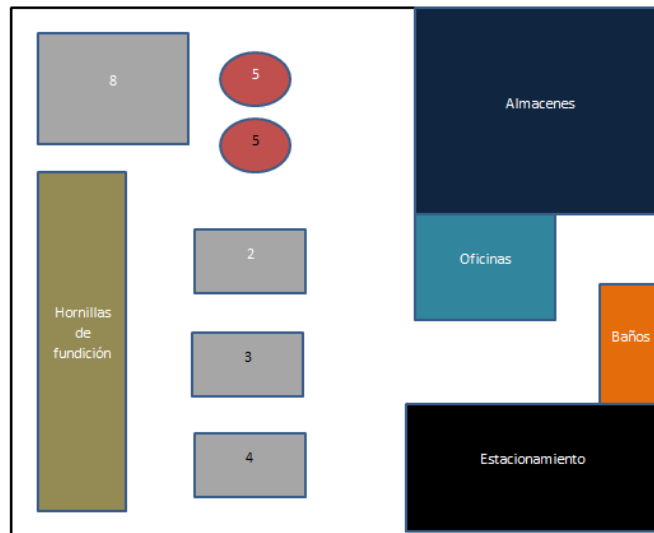 8
5
Almacenes
5
2
Oficinas
Hornillas
de
fundición
Baños
3
4
Estacionamiento